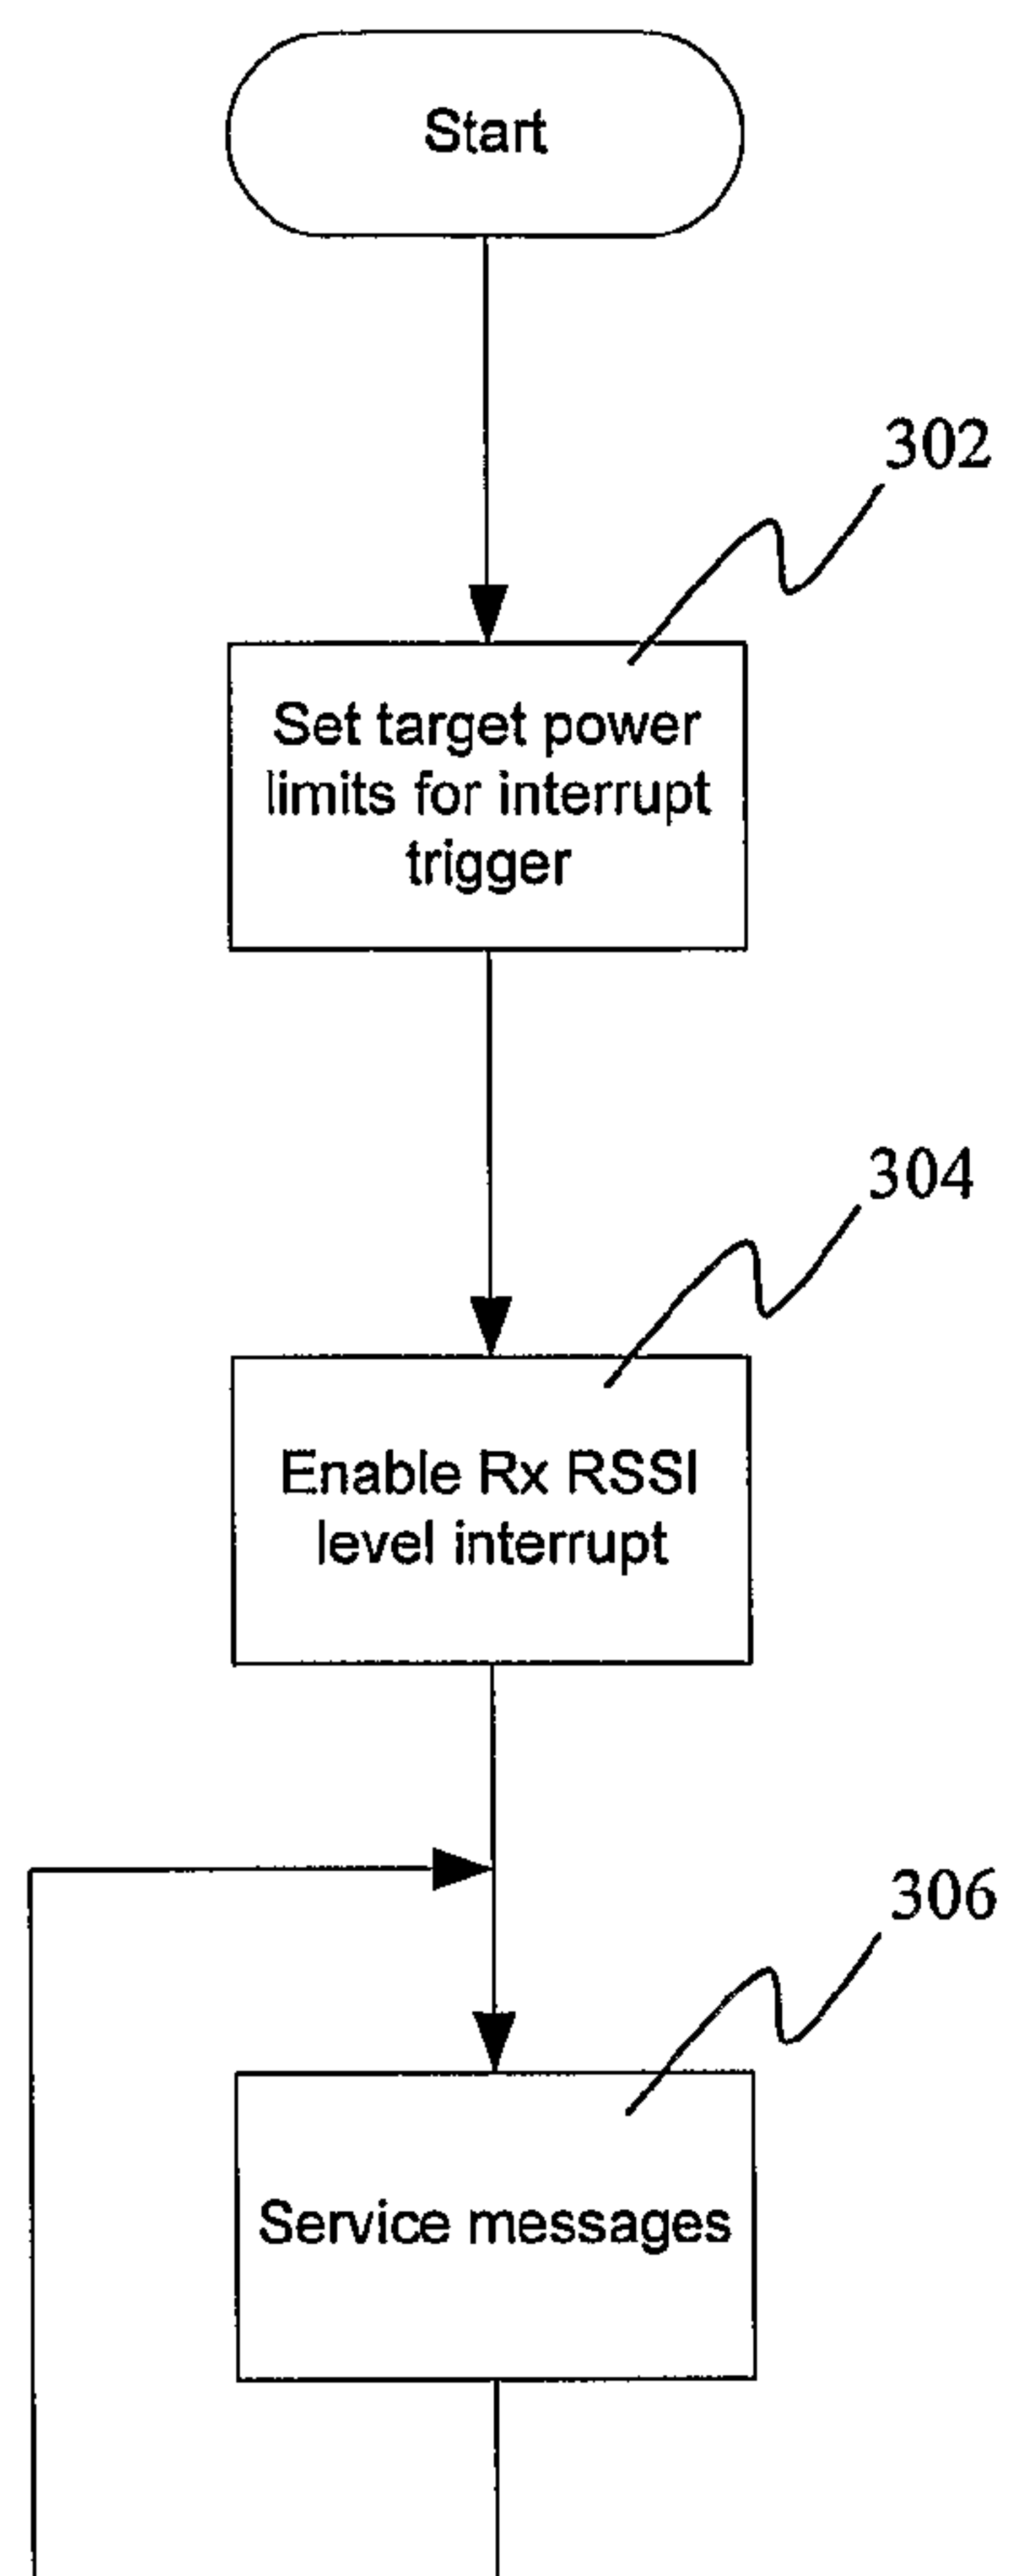 Start
302
Set target power
limits for interrupt
trigger
304
Enable Rx RSSI
level interrupt
306
Service messages